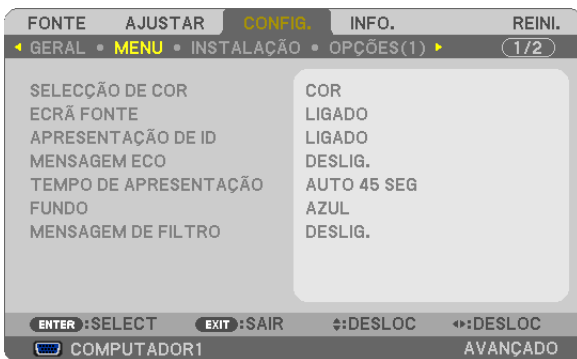 FONTE AJUSTAR CONFIG. INFO. REINI.
GERAL • MENU • INSTALAÇÃO • OPÇÕES(1) 1/2
SELECÇÃO DE COR COR
ECRÃ FONTE LIGADO
APRESENTAÇÃO DE ID LIGADO
MENSAGEM ECO DESLIG.
TEMPO DE APRESENTAÇÃO AUTO 45 SEG
FUNDO AZUL
MENSAGEM DE FILTRO DESLIG.
ENTER :SELECT EXIT :SAIR :DESLOC :DESLOC
COMPUTADOR1 AVANÇADO